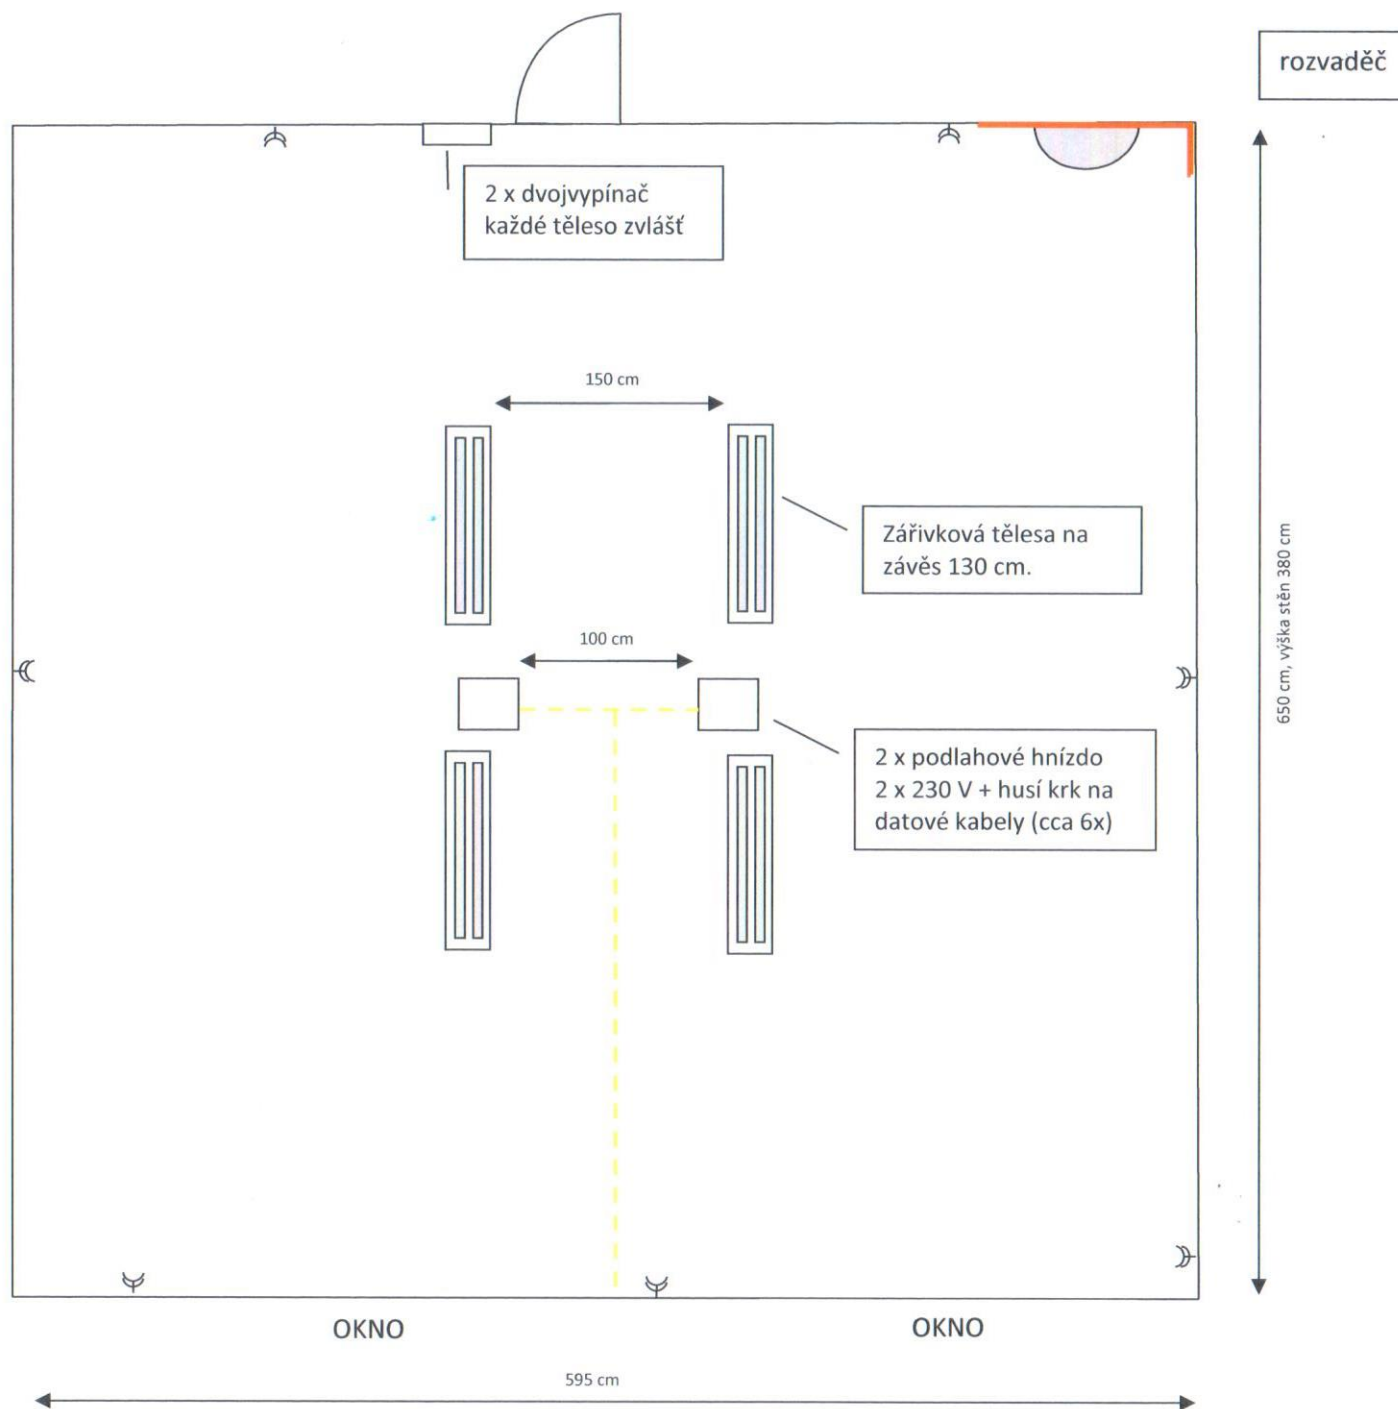 rozvaděč
2 x dvojvypínač
každé těleso zvlášť
150 cm
Zářivková tělesa na
závěs 130 cm.
100 cm
650 cm, výška stěn 380 cm
2 x podlahové hnízdo
2 x 230 V + husí krk na
datové kabely (cca 6x)
OKNO
OKNO
595 cm